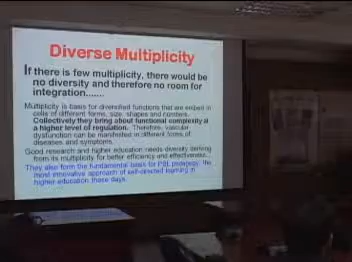 Diverse Multiplicity
If there is few multiplicity, there would be
no diversity and therefore no room for
integration.......
Multiplicity is basis for diversified functions that are embed in
cells of different forms, size, shapes and
Collectively they bring about functional complexity at
a higher level of regulation. Therefore, vascular
dysfunction can be manifested in different forms of
diseases and symptoms.
Good research and higher education needs diversity deriving
from its multiplicity for better efficiency and effectiveness...
They also form the fundamental basis for PBL pedagogy, the
most innovative approach of self-directed learning in
higher education these days.